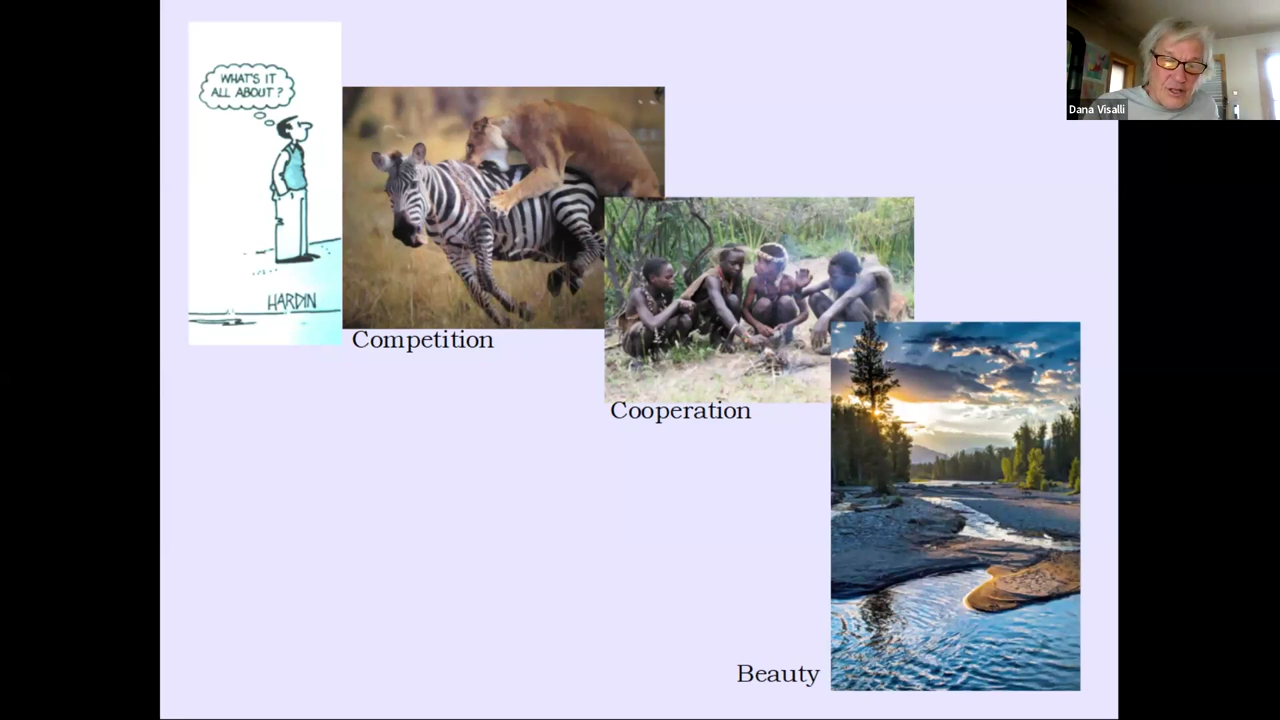 WHAT'S IT
ALL ABOUT?
HARDIN
Competition
Cooperation
Beauty
Dana Visalli